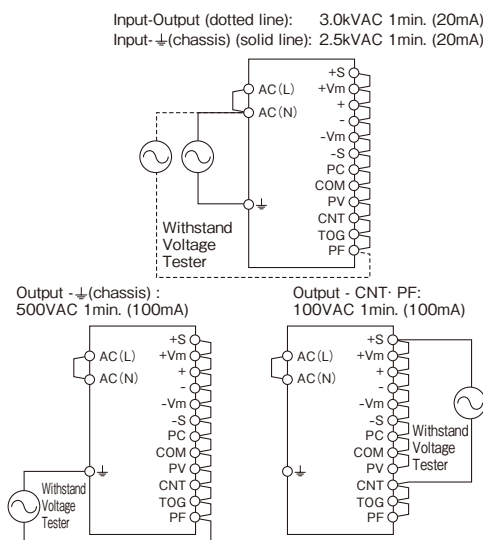 Input-Output (dotted line): 3.0kVAC 1min. (20mA)
Input-⏚(chassis) (solid line): 2.5kVAC 1min. (20mA)
AC(L)
AC(N)
⏚
+S
+Vm
+
-
-Vm
-S
PC
COM
PV
CNT
TOG
PF
Withstand
Voltage
Tester
Output -⏚(chassis) :
500VAC 1min. (100mA)
AC(L)
AC(N)
⏚
+S
+Vm
+
-
-Vm
-S
PC
COM
PV
CNT
TOG
PF
Withstand
Voltage
Tester
Output - CNT· PF:
100VAC 1min. (100mA)
AC(L)
AC(N)
⏚
+S
+Vm
+
-
-Vm
-S
PC
COM
PV
CNT
TOG
PF
Withstand
Voltage
Tester